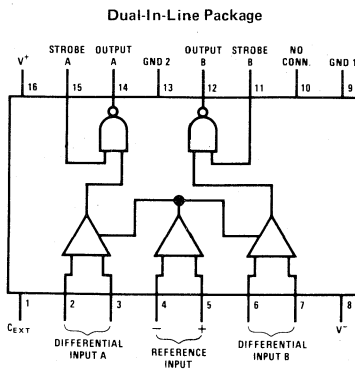 Dual-In-Line Package
V+
STROBE A
OUTPUT A
GND 2
OUTPUT B
STROBE B
NO CONN.
GND 1
16 15 14 13 12 11 10 9
1 2 3 4 5 6 7 8
CEXT
DIFFERENTIAL INPUT A
− +
REFERENCE INPUT
DIFFERENTIAL INPUT B
V−